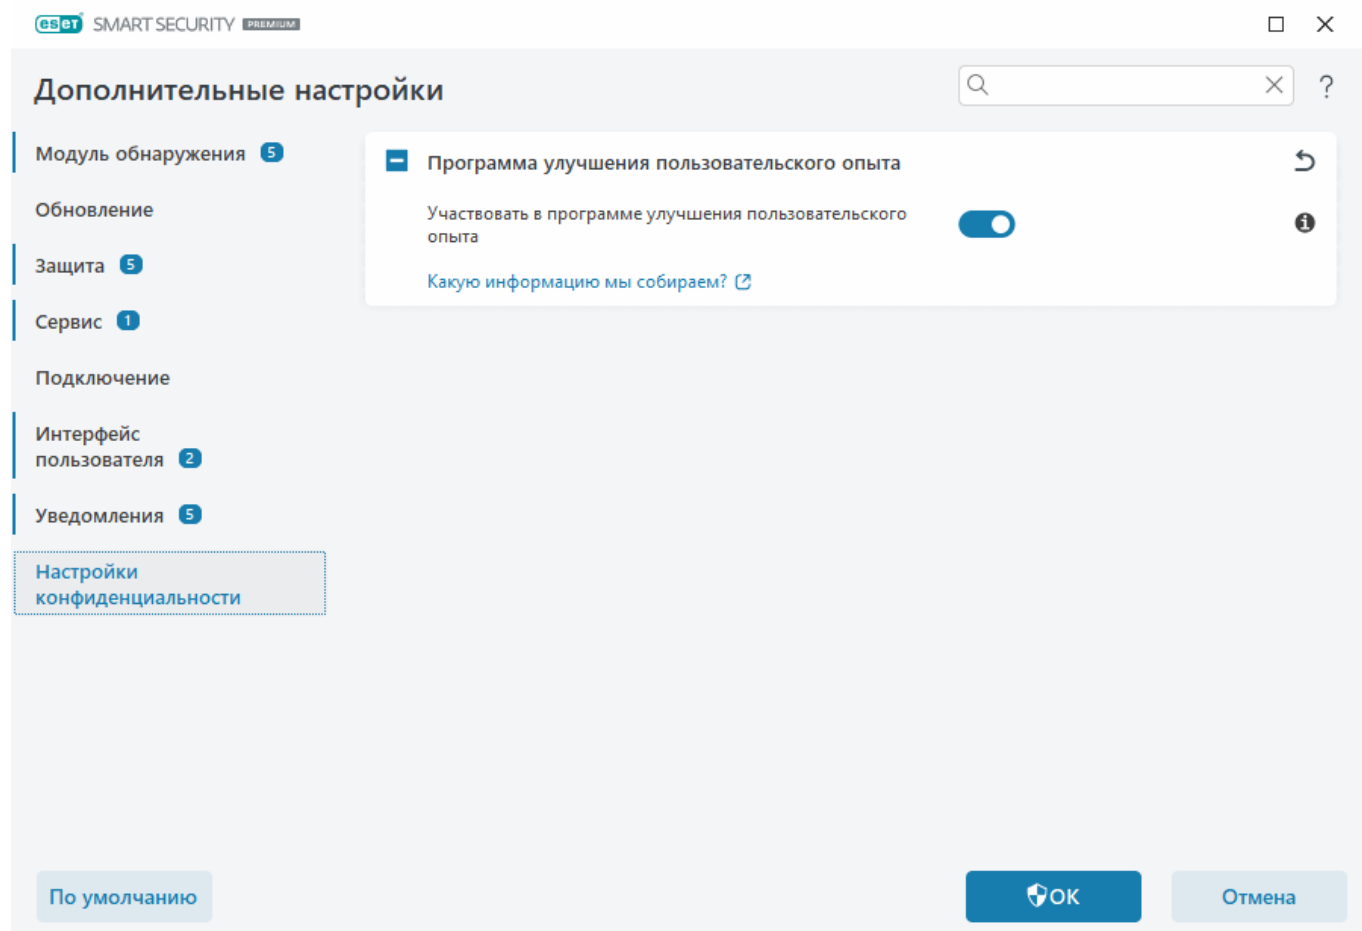 eset SMART SECURITY PREMIUM
Дополнительные настройки
?
Модуль обнаружения 5
Обновление
Защита 5
Сервис 1
Подключение
Интерфейс
пользователя 2
Уведомления 5
Настройки
конфиденциальности
Программа улучшения пользовательского опыта
Участвовать в программе улучшения пользовательского
опыта
Какую информацию мы собираем?
По умолчанию
ОК
Отмена